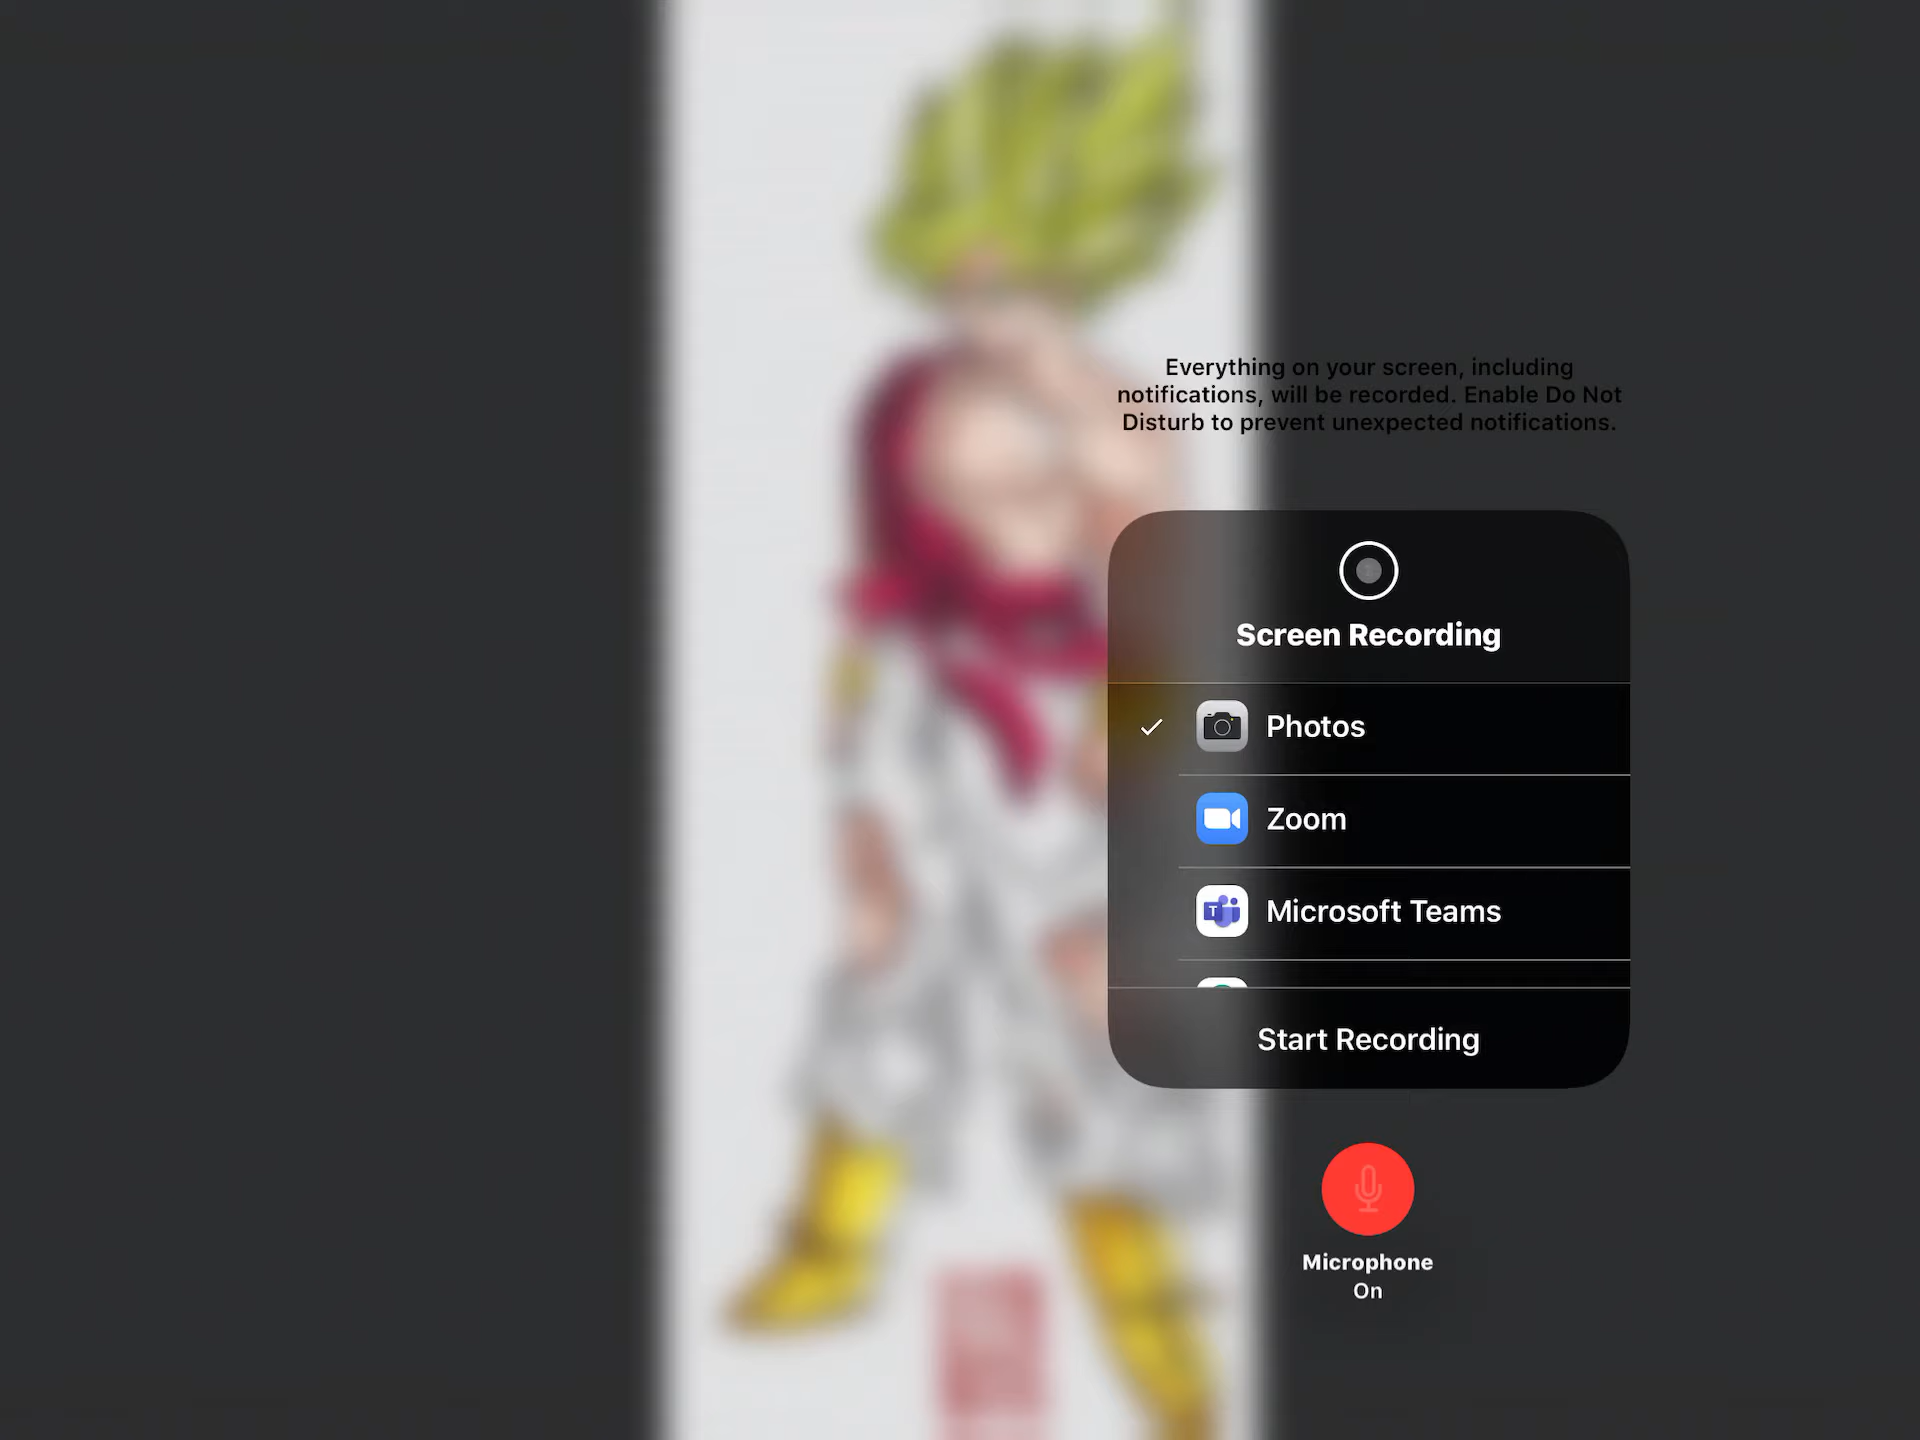 Everything on your screen, including
notifications, will be recorded. Enable Do Not
Disturb to prevent unexpected notifications.
Screen Recording
Photos
Zoom
T
Microsoft Teams
Start Recording
Microphone
On